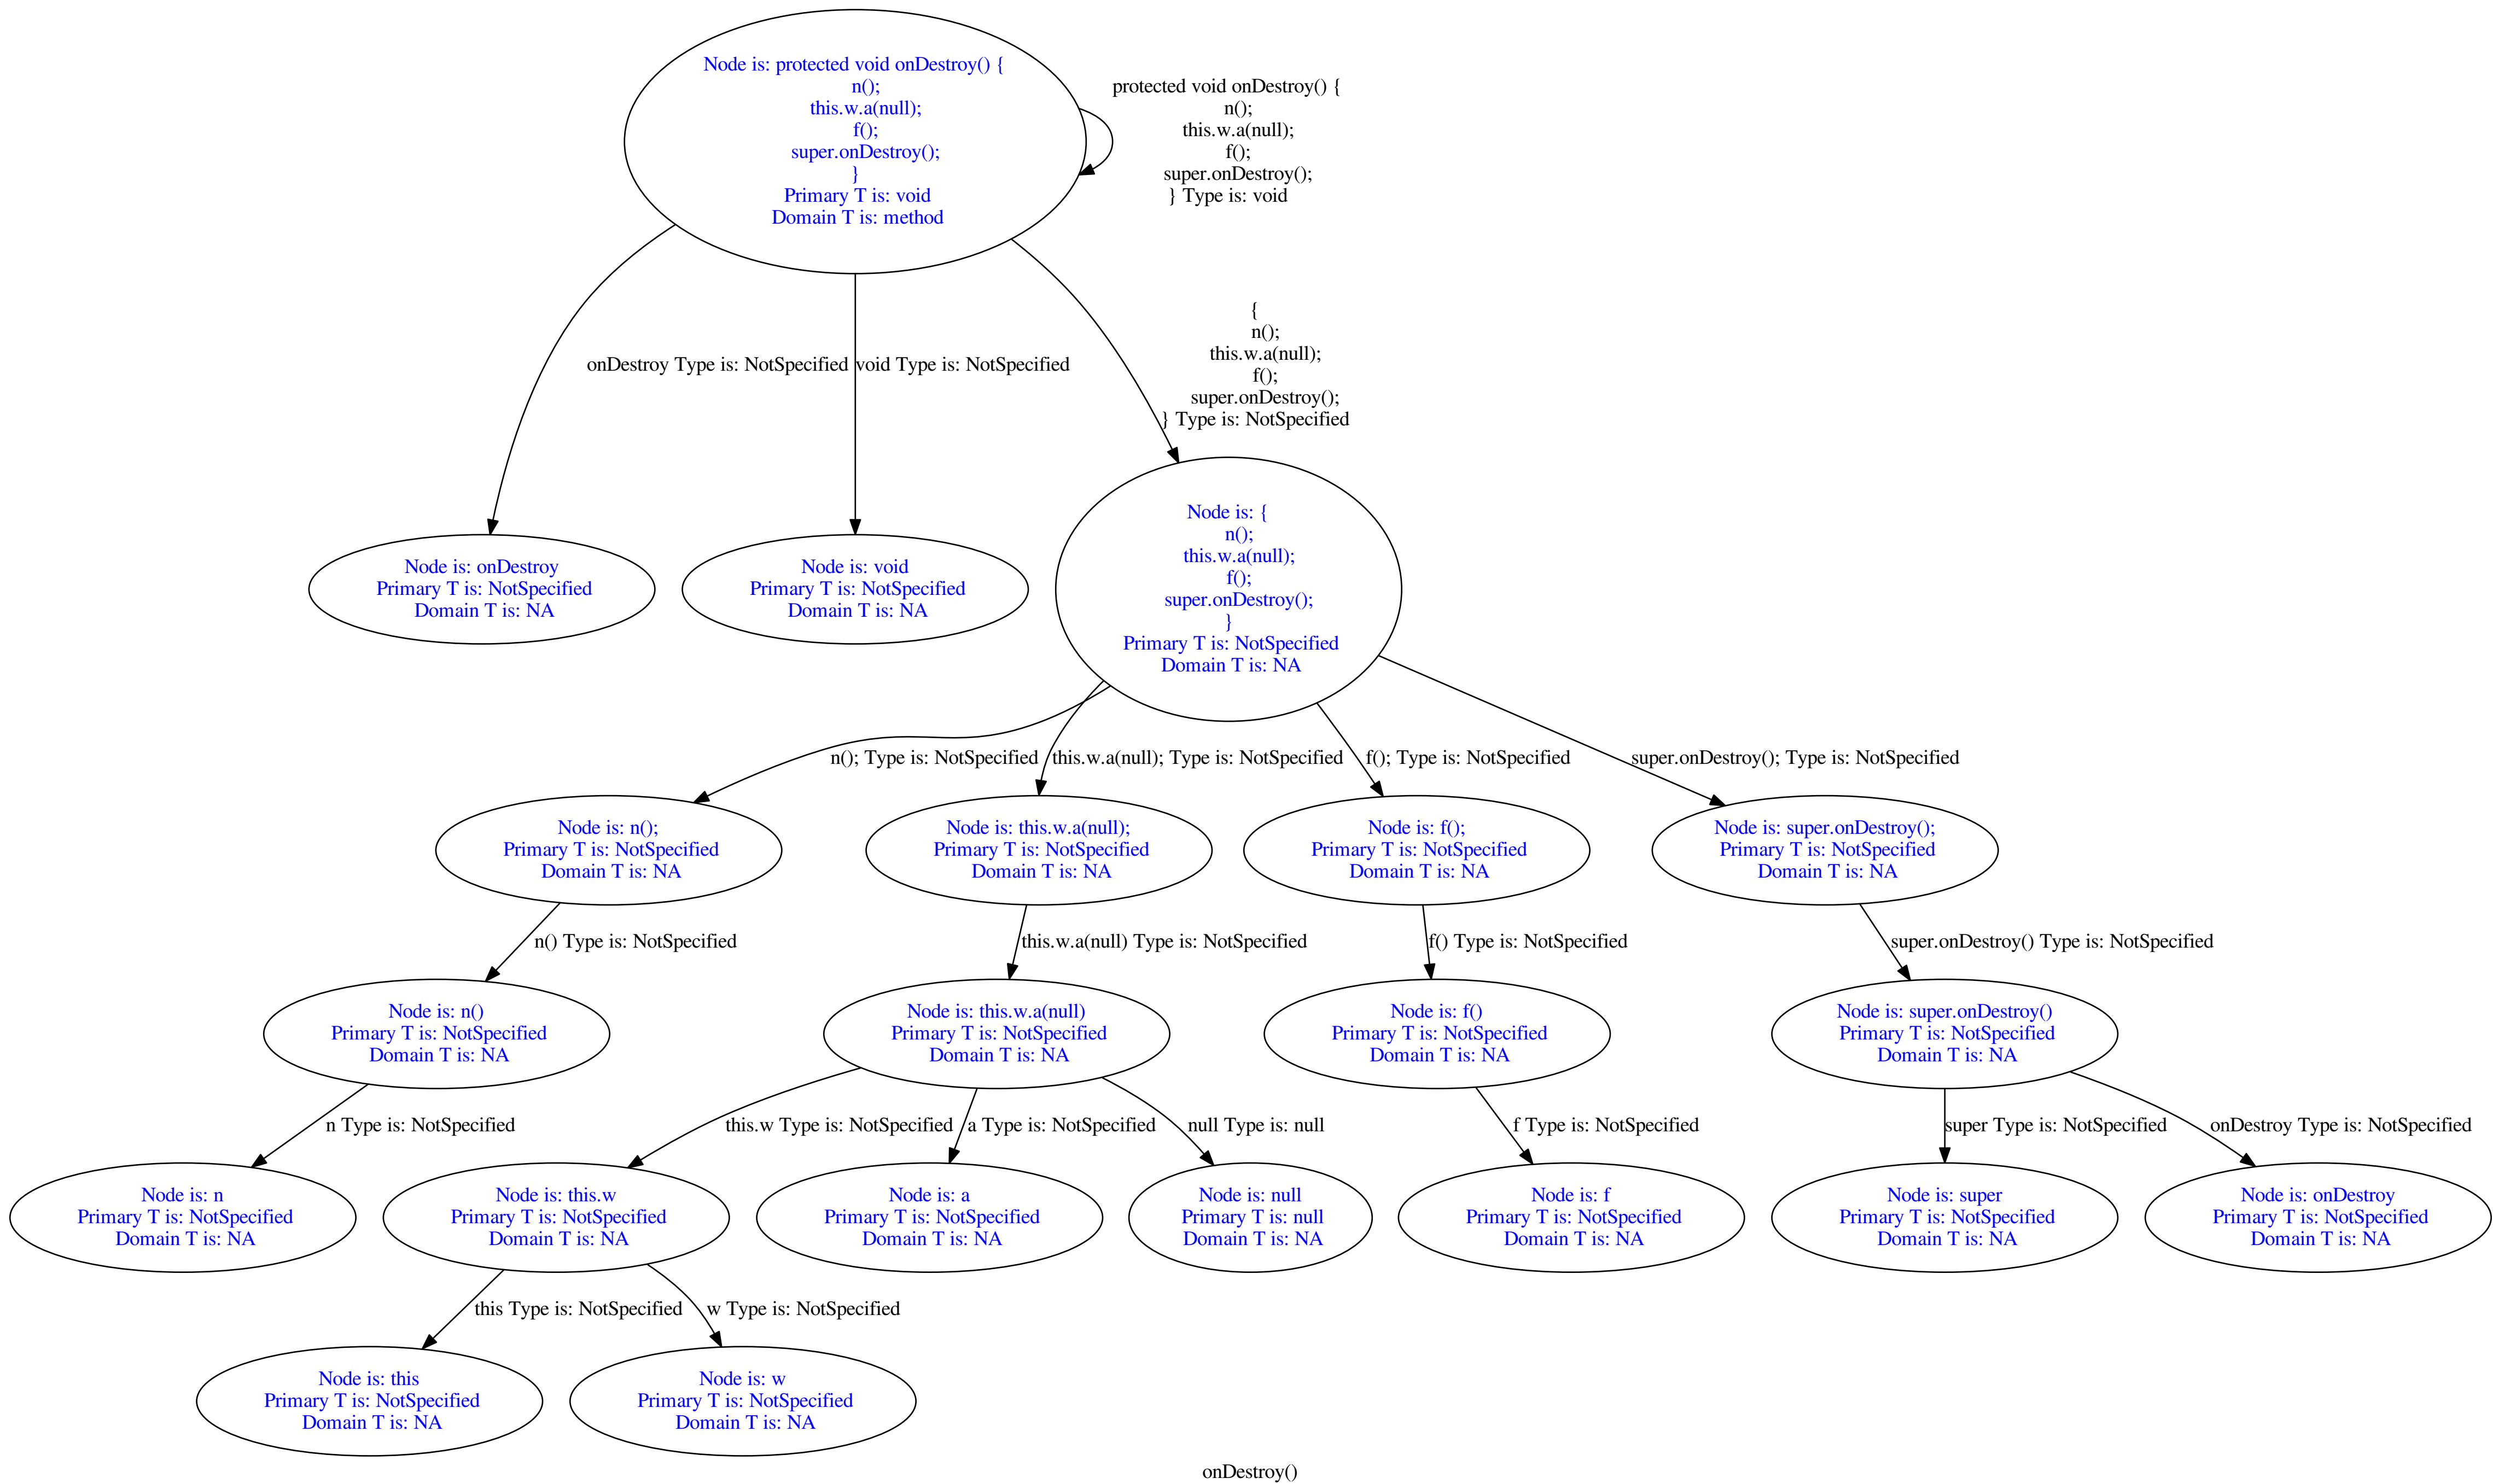 Node is: protected void onDestroy() {
n();
this.w.a(null);
f();
super.onDestroy();
}
Primary T is: void
Domain T is: method
protected void onDestroy() {
n();
this.w.a(null);
f();
super.onDestroy();
} Type is: void
onDestroy Type is: NotSpecified
void Type is: NotSpecified
{
n();
this.w.a(null);
f();
super.onDestroy();
} Type is: NotSpecified
Node is: onDestroy
Primary T is: NotSpecified
Domain T is: NA
Node is: void
Primary T is: NotSpecified
Domain T is: NA
Node is: {
n();
this.w.a(null);
f();
super.onDestroy();
}
Primary T is: NotSpecified
Domain T is: NA
n(); Type is: NotSpecified
this.w.a(null); Type is: NotSpecified
f(); Type is: NotSpecified
super.onDestroy(); Type is: NotSpecified
Node is: n();
Primary T is: NotSpecified
Domain T is: NA
Node is: this.w.a(null);
Primary T is: NotSpecified
Domain T is: NA
Node is: f();
Primary T is: NotSpecified
Domain T is: NA
Node is: super.onDestroy();
Primary T is: NotSpecified
Domain T is: NA
n() Type is: NotSpecified
this.w.a(null) Type is: NotSpecified
f() Type is: NotSpecified
super.onDestroy() Type is: NotSpecified
Node is: n()
Primary T is: NotSpecified
Domain T is: NA
Node is: this.w.a(null)
Primary T is: NotSpecified
Domain T is: NA
Node is: f()
Primary T is: NotSpecified
Domain T is: NA
Node is: super.onDestroy()
Primary T is: NotSpecified
Domain T is: NA
n Type is: NotSpecified
this.w Type is: NotSpecified
a Type is: NotSpecified
null Type is: null
f Type is: NotSpecified
super Type is: NotSpecified
onDestroy Type is: NotSpecified
Node is: n
Primary T is: NotSpecified
Domain T is: NA
Node is: this.w
Primary T is: NotSpecified
Domain T is: NA
Node is: a
Primary T is: NotSpecified
Domain T is: NA
Node is: null
Primary T is: null
Domain T is: NA
Node is: f
Primary T is: NotSpecified
Domain T is: NA
Node is: super
Primary T is: NotSpecified
Domain T is: NA
Node is: onDestroy
Primary T is: NotSpecified
Domain T is: NA
this Type is: NotSpecified
w Type is: NotSpecified
Node is: this
Primary T is: NotSpecified
Domain T is: NA
Node is: w
Primary T is: NotSpecified
Domain T is: NA
onDestroy()